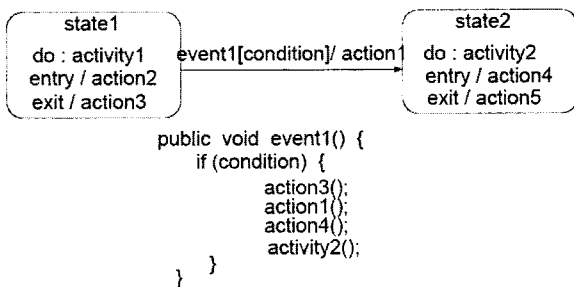 state1
do : activity1
entry / action2
exit / action3
event1[condition]/ action1
state2
do : activity2
entry / action4
exit / action5
public void event1() {
if (condition) {
action3();
action1();
action4();
activity2();
}
}